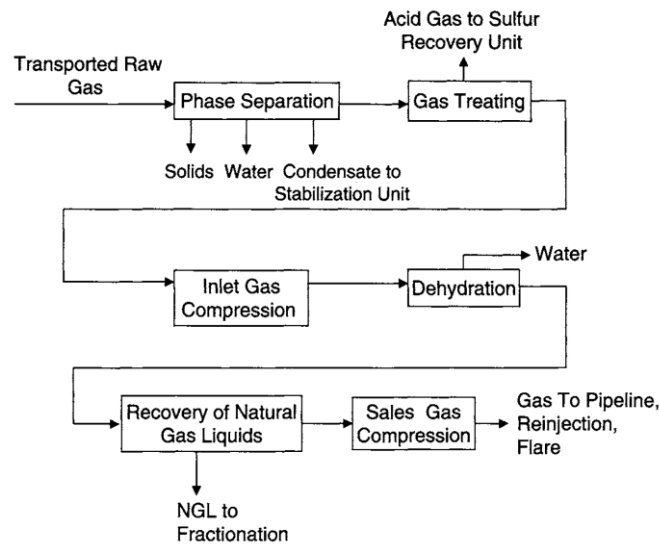 Acid Gas to Sulfur
Recovery Unit
Transported Raw
Gas
Phase Separation
Gas Treating
Solids Water Condensate to
Stabilization Unit
Water
Inlet Gas
Compression
Dehydration
Recovery of Natural
Gas Liquids
Sales Gas
Compression
Gas To Pipeline,
Reinjection,
Flare
NGL to
Fractionation